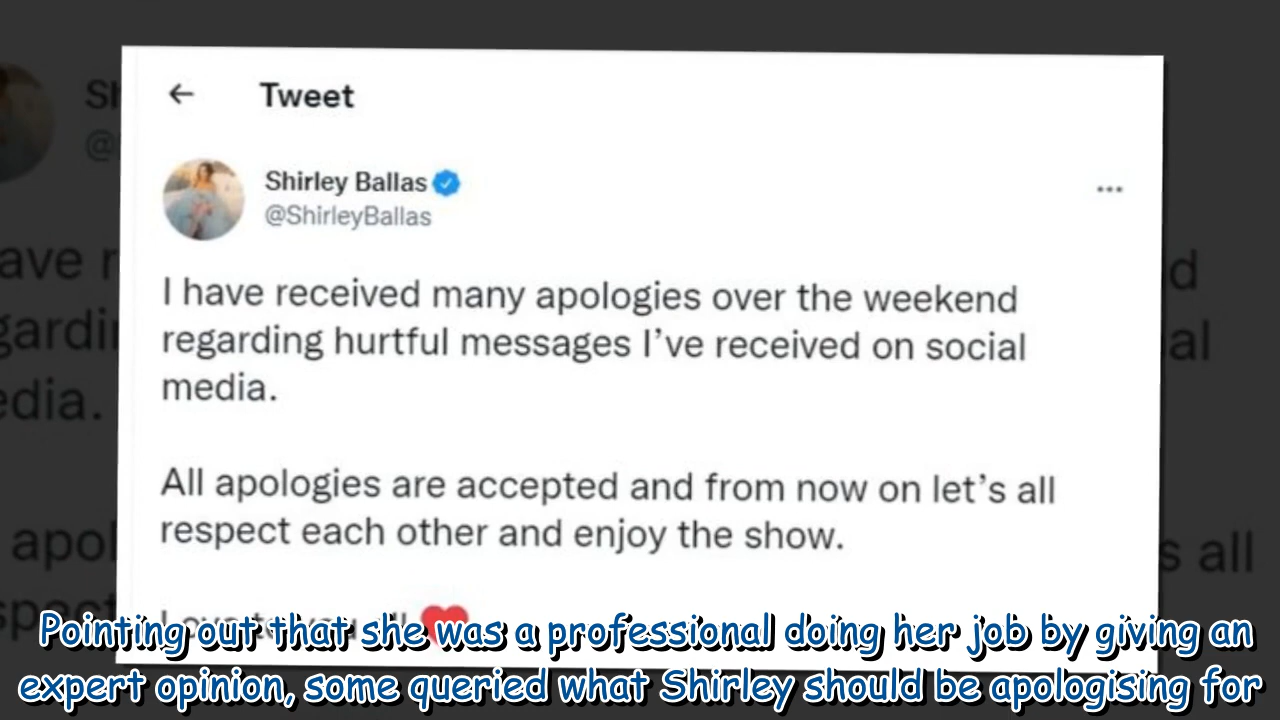 Tweet
Shirley Ballas
@ShirleyBallas
I have received many apologies over the weekend
regarding hurtful messages I’ve received on social
media.
All apologies are accepted and from now on let’s all
respect each other and enjoy the show.
Pointing out that she was a professional doing her job by giving an
expert opinion, some queried what Shirley should be apologising for